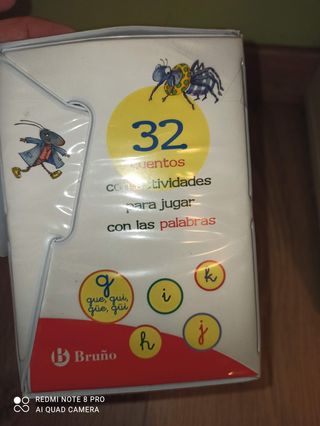 32
cuentos
con actividades
para jugar
con las palabras
g
gue, gui,
güe, güi
i
k
h
j
Bruño
REDMI NOTE 8 PRO
AI QUAD CAMERA